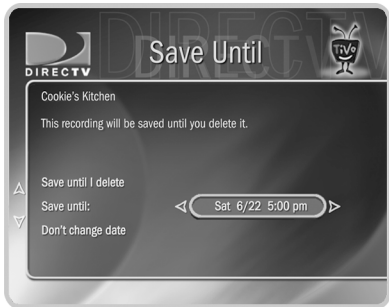 DIRECTV
Save Until
TiVo
DIRECTV
Cookie's Kitchen
This recording will be saved until you delete it.
Save until I delete
Save until: Sat 6/22 5:00 pm
Don't change date